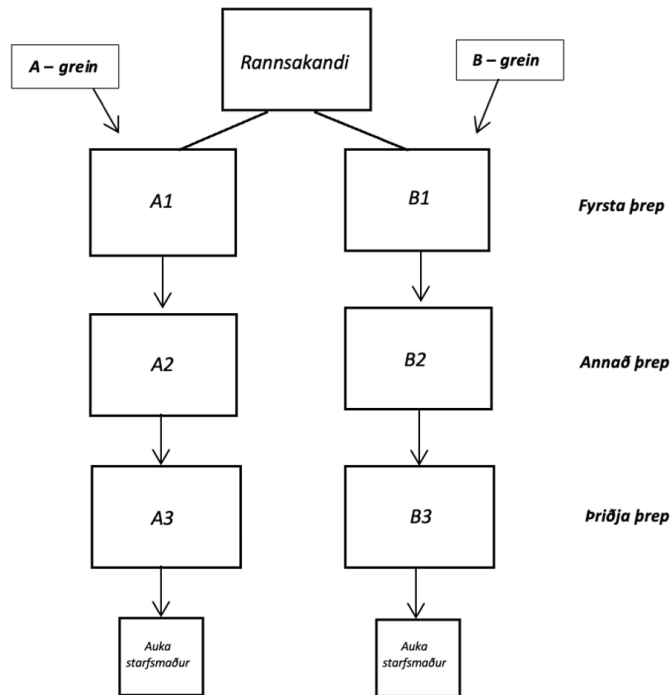 Rannsakandi
A – grein
B – grein
A1
B1
Fyrsta þrep
A2
B2
Annað þrep
A3
B3
Þriðja þrep
Auka
starfsmaður
Auka
starfsmaður